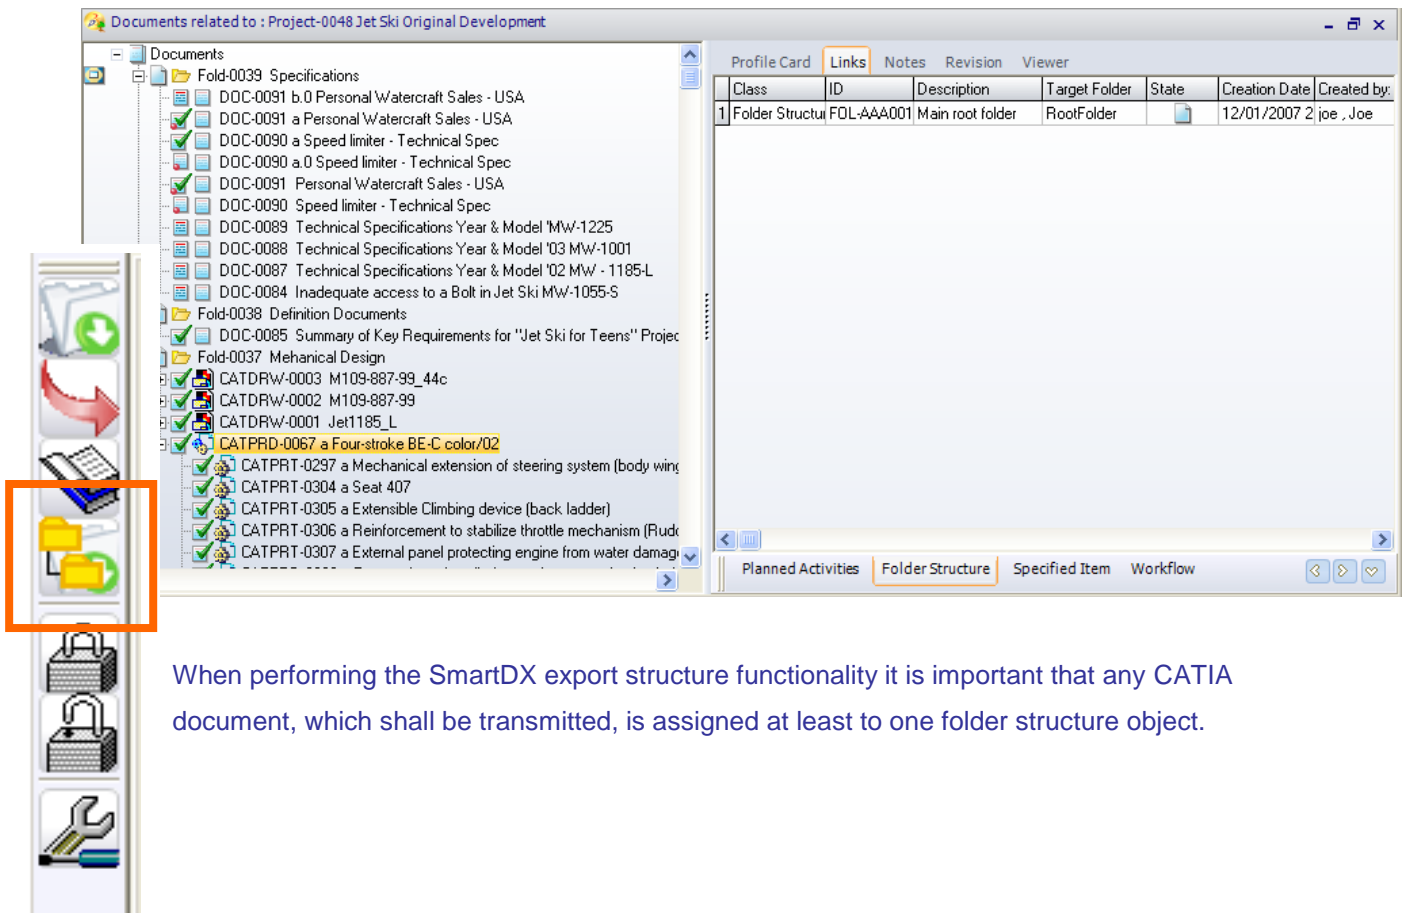 Documents related to : Project-0048 Jet Ski Original Development
Documents
Fold-0039 Specifications
DOC-0091 b.0 Personal Watercraft Sales - USA
DOC-0091 a Personal Watercraft Sales - USA
DOC-0090 a Speed limiter - Technical Spec
DOC-0090 a.0 Speed limiter - Technical Spec
DOC-0091 Personal Watercraft Sales - USA
DOC-0090 Speed limiter - Technical Spec
DOC-0089 Technical Specifications Year & Model 'MW-1225
DOC-0088 Technical Specifications Year & Model '03 MW-1001
DOC-0087 Technical Specifications Year & Model '02 MW - 1185-L
DOC-0084 Inadequate access to a Bolt in Jet Ski MW-1055-S
Fold-0038 Definition Documents
DOC-0085 Summary of Key Requirements for "Jet Ski for Teens" Projec
Fold-0037 Mehanical Design
CATDRW-0003 M109-887-99_44c
CATDRW-0002 M109-887-99
CATDRW-0001 Jet1185_L
CATPRD-0067 a Four-stroke BE-C color/02
CATPRT-0297 a Mechanical extension of steering system (body wing
CATPRT-0304 a Seat 407
CATPRT-0305 a Extensible Climbing device (back ladder)
CATPRT-0306 a Reinforcement to stabilize throttle mechanism (Rudd
CATPRT-0307 a External panel protecting engine from water damag
Profile Card Links Notes Revision Viewer
Class ID Description Target Folder State Creation Date Created by:
1 Folder Structur FOL-AAA001 Main root folder RootFolder 12/01/2007 2 joe , Joe
Planned Activities Folder Structure Specified Item Workflow
When performing the SmartDX export structure functionality it is important that any CATIA
document, which shall be transmitted, is assigned at least to one folder structure object.